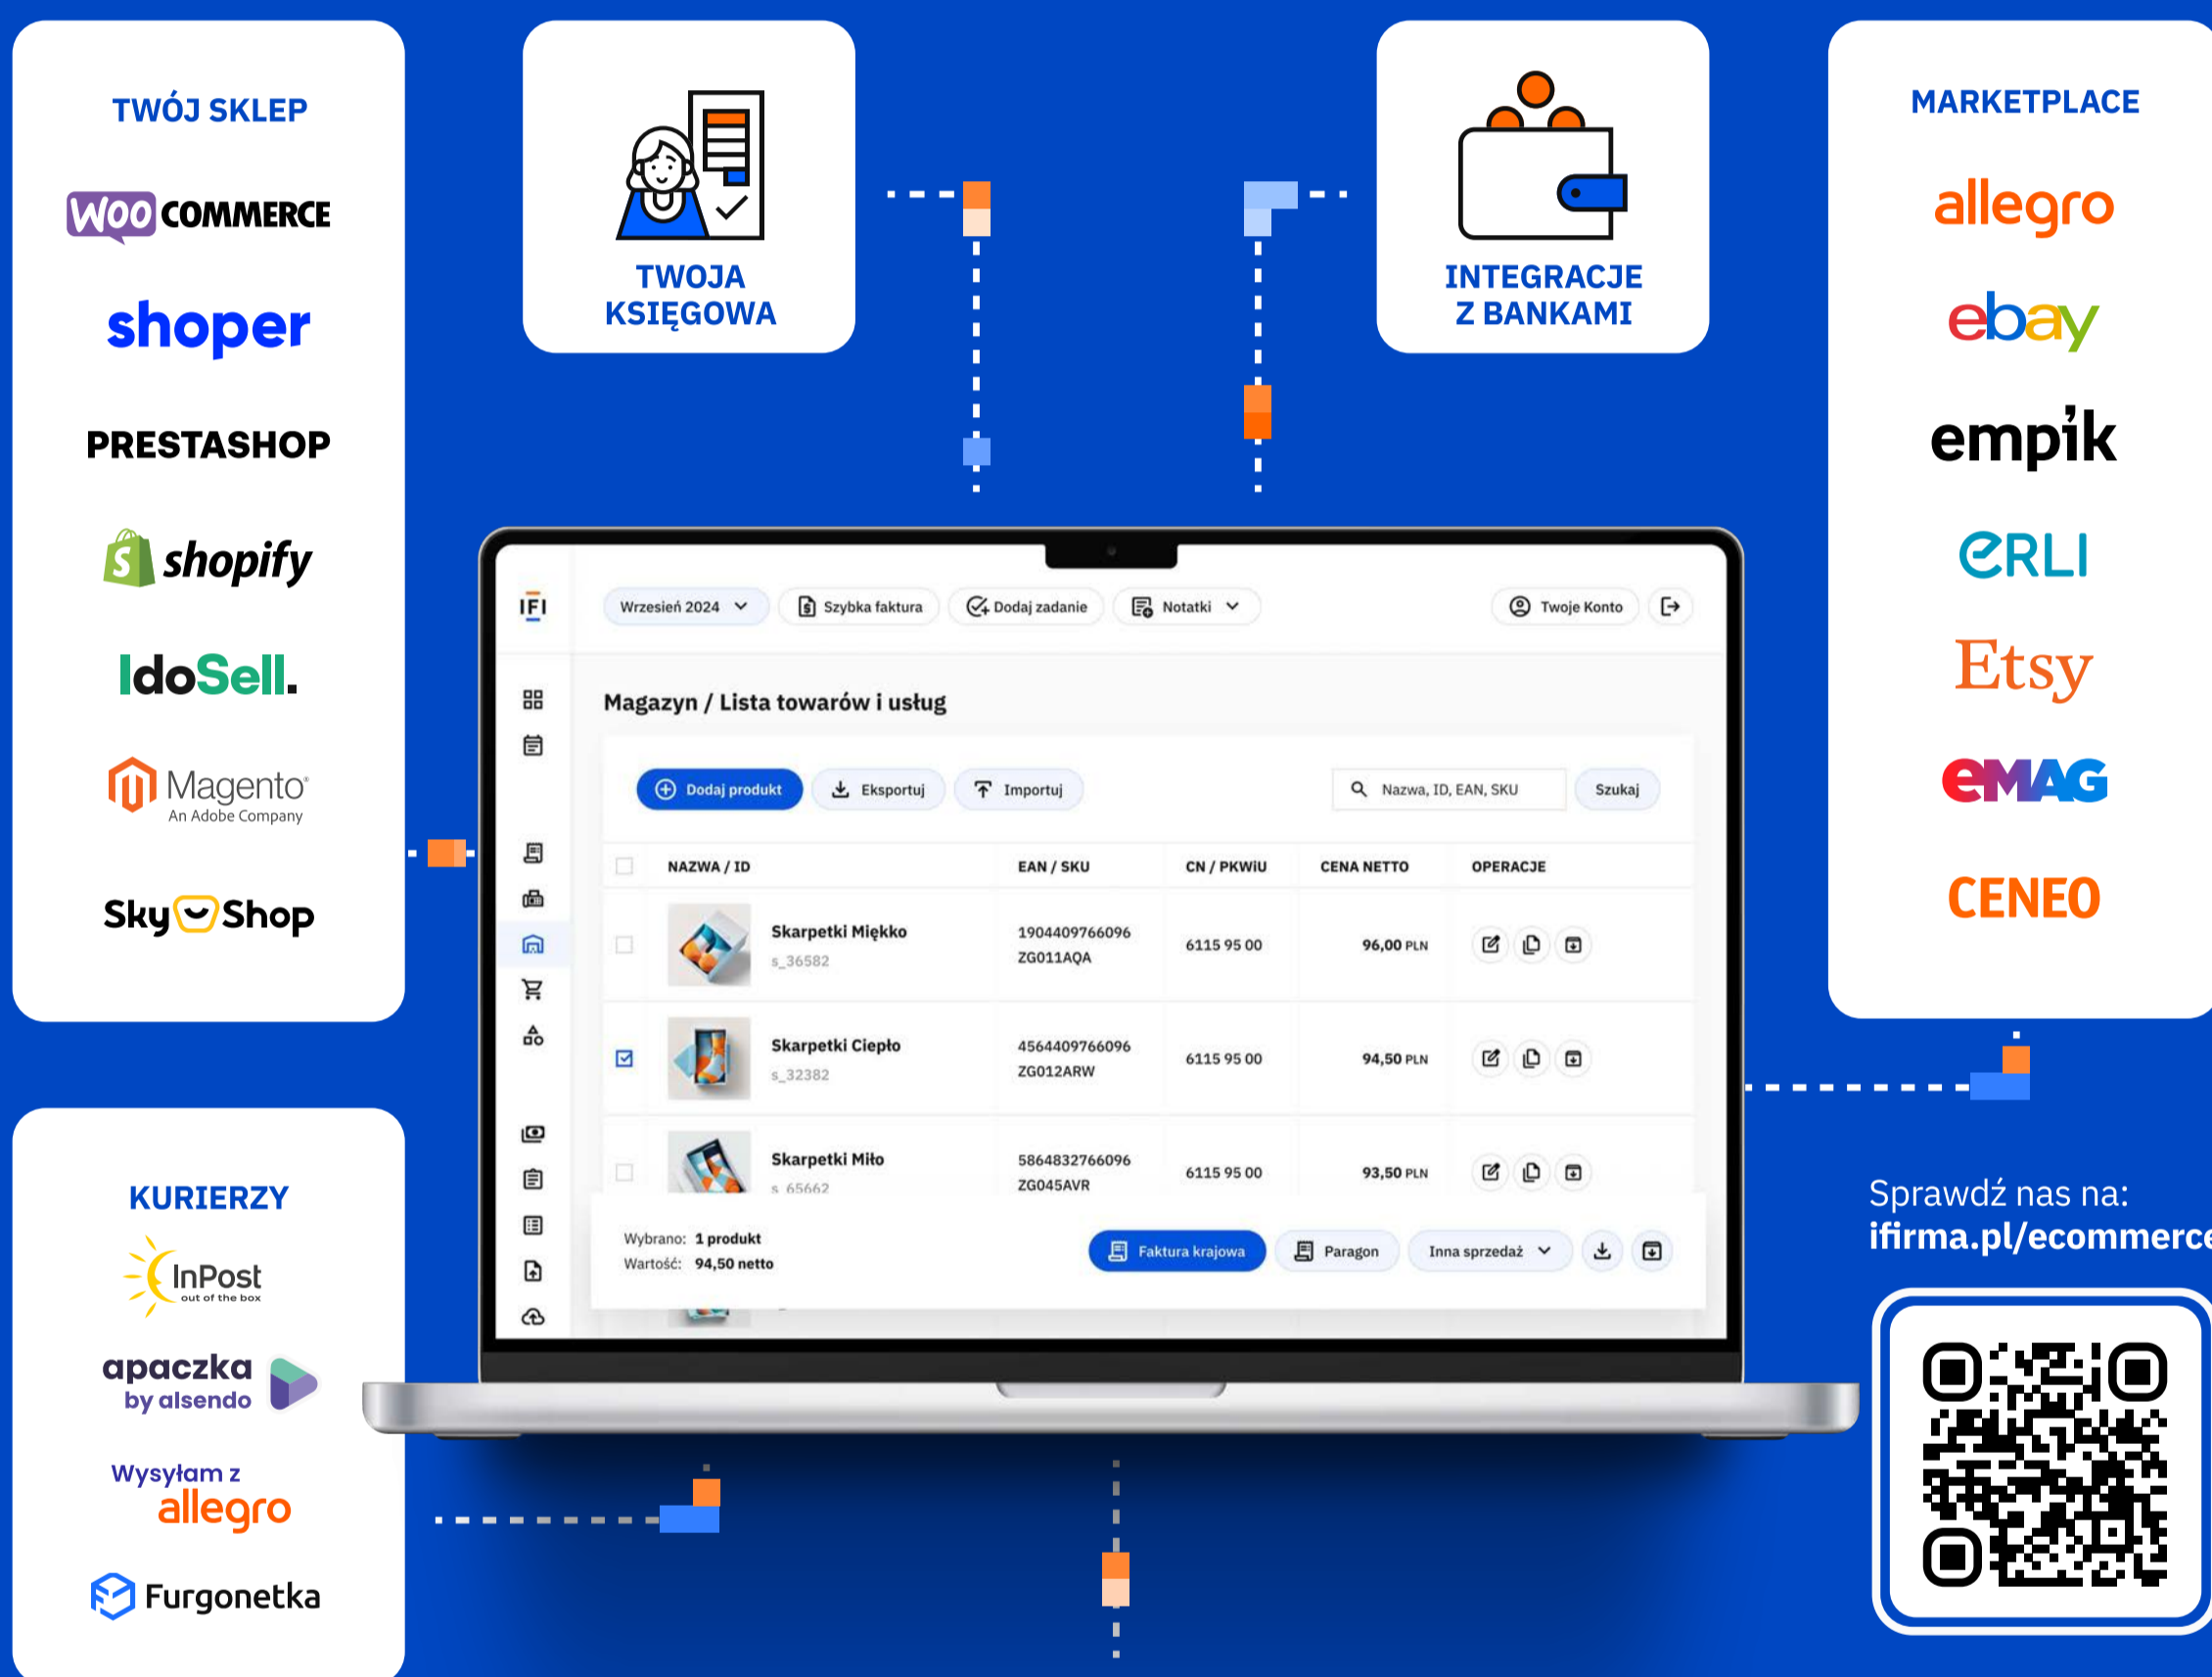 TWÓJ SKLEP
WOO COMMERCE
shoper
PRESTASHOP
shopify
IdoSell.
Magento®
An Adobe Company
Sky Shop
TWOJA
KSIĘGOWA
INTEGRACJE
Z BANKAMI
MARKETPLACE
allegro
ebay
empik
ERLI
Etsy
eMAG
CENEO
IFI
Wrzesień 2024
Szybka faktura
Dodaj zadanie
Notatki
Twoje Konto
Magazyn / Lista towarów i usług
Dodaj produkt
Eksportuj
Importuj
Nazwa, ID, EAN, SKU
Szukaj
NAZWA / ID
EAN / SKU
CN / PKWiU
CENA NETTO
OPERACJE
Skarpetki Miękko
s_36582
1904409766096
ZG011AQA
6115 95 00
96,00 PLN
Skarpetki Ciepło
s_32382
4564409766096
ZG012ARW
6115 95 00
94,50 PLN
Skarpetki Miło
s_65662
5864832766096
ZG045AVR
6115 95 00
93,50 PLN
Wybrano: 1 produkt
Wartość: 94,50 netto
Faktura krajowa
Paragon
Inna sprzedaż
KURIERZY
InPost
out of the box
apaczka
by alsendo
Wysyłam z
allegro
Furgonetka
Sprawdź nas na:
ifirma.pl/ecommerce